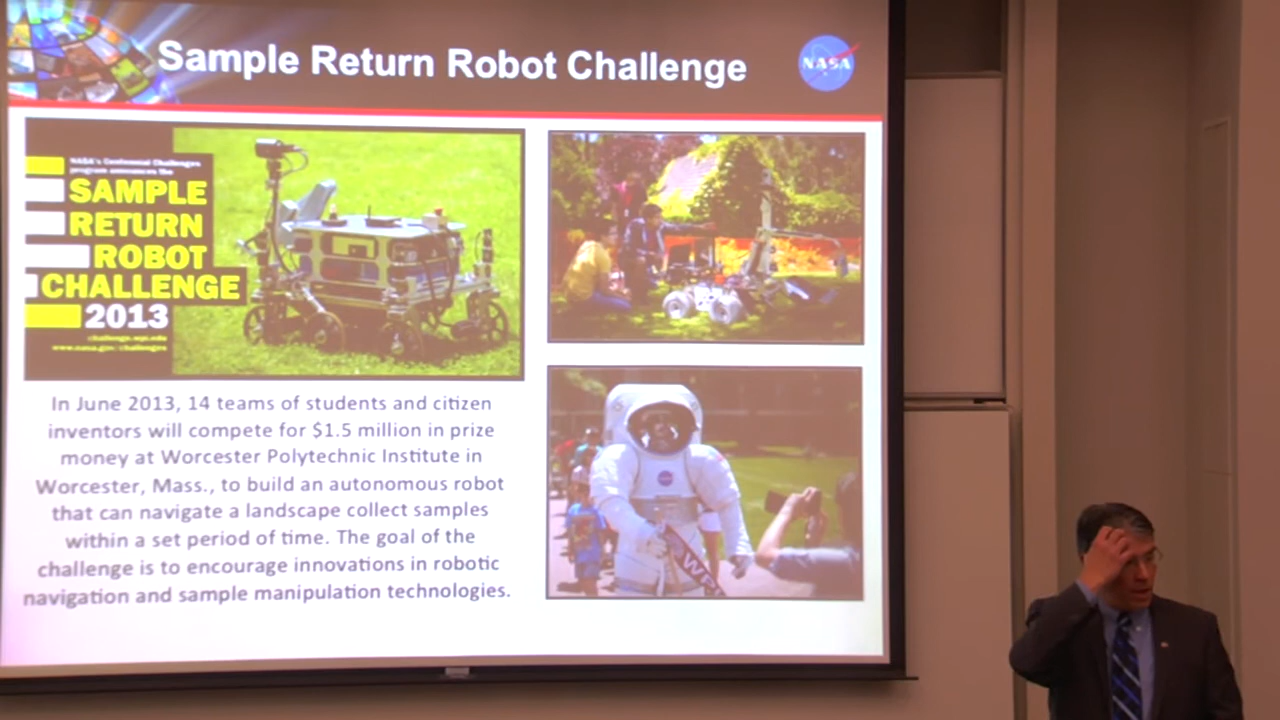 Sample Return Robot Challenge
NASA
NASA's Centennial Challenges
program announces the
SAMPLE
RETURN
ROBOT
CHALLENGE
2013
challenge.wpi.edu
www.nasa.gov/challenges
In June 2013, 14 teams of students and citizen
inventors will compete for $1.5 million in prize
money at Worcester Polytechnic Institute in
Worcester, Mass., to build an autonomous robot
that can navigate a landscape collect samples
within a set period of time. The goal of the
challenge is to encourage innovations in robotic
navigation and sample manipulation technologies.
WP